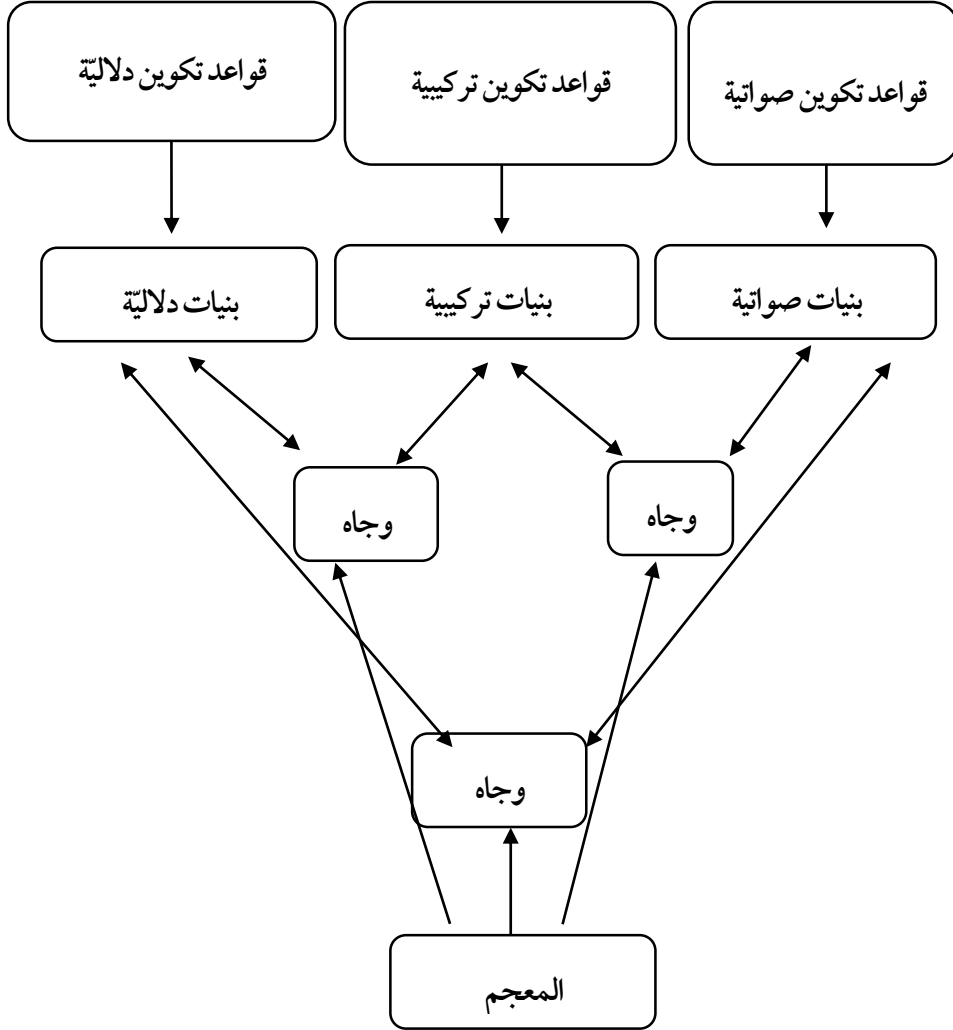 قواعد تكوين صواتية
قواعد تكوين تركيبية
قواعد تكوين دلاليّة
بنيات صواتية
بنيات تركيبية
بنيات دلاليّة
وجاه
وجاه
وجاه
المعجم